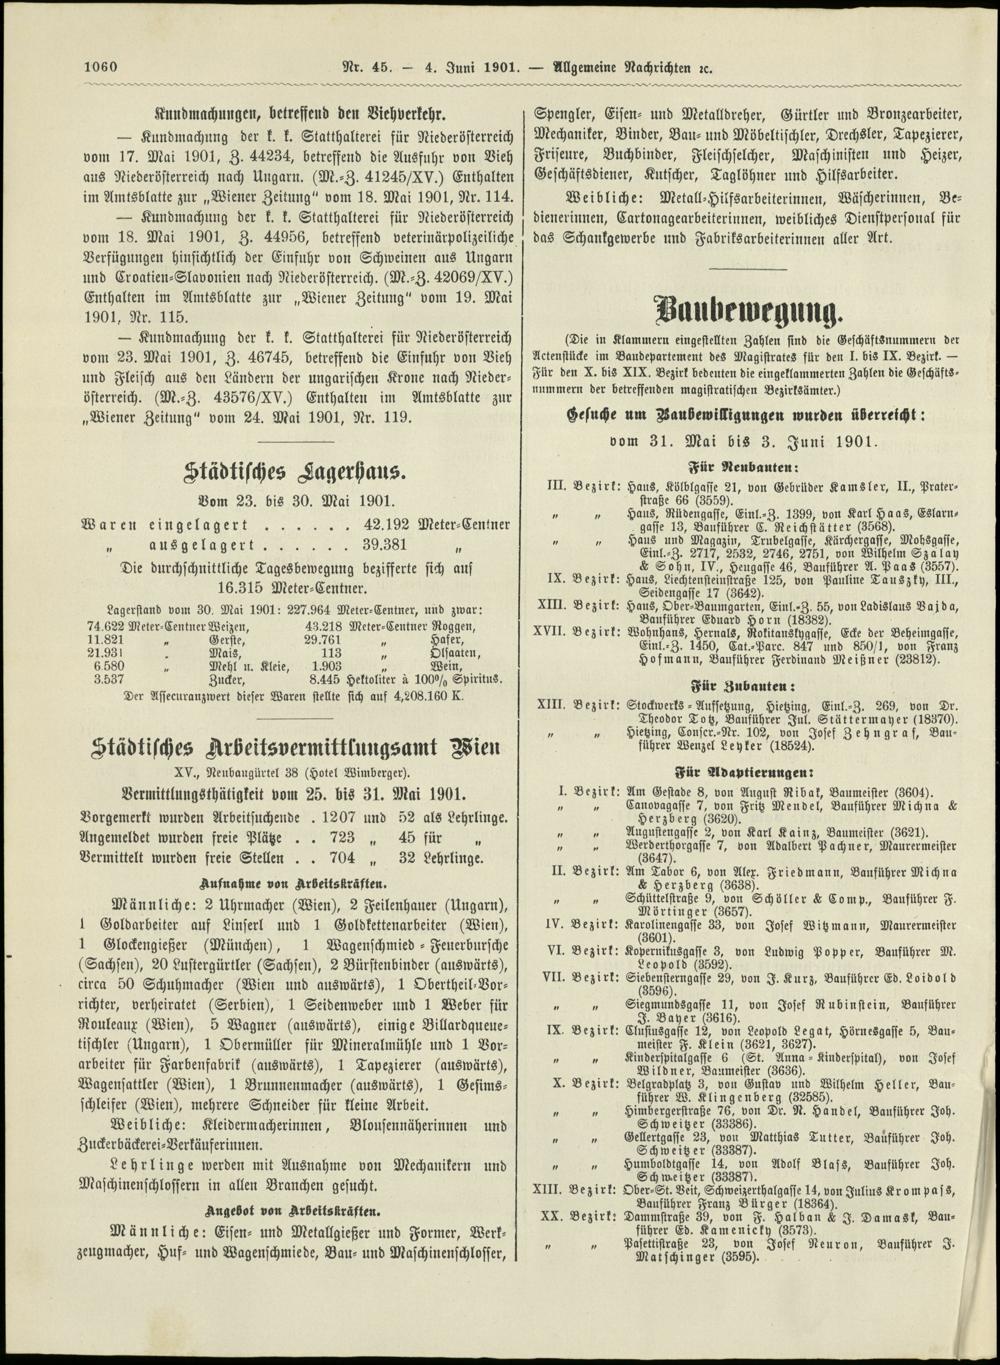 1060
Nr. 45. — 4. Juni 1901. — Allgemeine Nachrichten ꝛc.
Kundmachungen, betreffend den Viehverkehr.
— Kundmachung der k. k. Statthalterei für Niederösterreich
vom 17. Mai 1901, Z. 44234, betreffend die Ausfuhr von Vieh
aus Niederösterreich nach Ungarn. (M.-Z. 41245/XV.) Enthalten
im Amtsblatte zur „Wiener Zeitung“ vom 18. Mai 1901, Nr. 114.
— Kundmachung der k. k. Statthalterei für Niederösterreich
vom 18. Mai 1901, Z. 44956, betreffend veterinärpolizeiliche
Verfügungen hinsichtlich der Einfuhr von Schweinen aus Ungarn
und Croatien-Slavonien nach Niederösterreich. (M.-Z. 42069/XV.)
Enthalten im Amtsblatte zur „Wiener Zeitung“ vom 19. Mai
1901, Nr. 115.
— Kundmachung der k. k. Statthalterei für Niederösterreich
vom 23. Mai 1901, Z. 46745, betreffend die Einfuhr von Vieh
und Fleisch aus den Ländern der ungarischen Krone nach Nieder-
österreich. (M.-Z. 43576/XV.) Enthalten im Amtsblatte zur
„Wiener Zeitung“ vom 24. Mai 1901, Nr. 119.
Städtisches Lagerhaus.
Vom 23. bis 30. Mai 1901.
Waren eingelagert . . . . . . 42.192 Meter-Centner
„ ausgelagert . . . . . . 39.381 „
Die durchschnittliche Tagesbewegung bezifferte sich auf
16.315 Meter-Centner.
Lagerstand vom 30. Mai 1901: 227.964 Meter-Centner, und zwar:
74.622 Meter-Centner Weizen, 43.218 Meter-Centner Roggen,
11.821 „ Gerste, 29.761 „ Hafer,
21.931 „ Mais, 113 „ Ölsaaten,
6.580 „ Mehl u. Kleie, 1.903 „ Wein,
3.537 Zucker, 8.445 Hektoliter à 100% Spiritus.
Der Assecuranzwert dieser Waren stellte sich auf 4,208.160 K.
Städtisches Arbeitsvermittlungsamt Wien
XV., Neubaugürtel 38 (Hotel Wimberger).
Vermittlungsthätigkeit vom 25. bis 31. Mai 1901.
Vorgemerkt wurden Arbeitsuchende . 1207 und 52 als Lehrlinge.
Angemeldet wurden freie Plätze . . 723 „ 45 für „
Vermittelt wurden freie Stellen . . 704 „ 32 Lehrlinge.
Aufnahme von Arbeitskräften.
Männliche: 2 Uhrmacher (Wien), 2 Feilenhauer (Ungarn),
1 Goldarbeiter auf Linserl und 1 Goldkettenarbeiter (Wien),
1 Glockengießer (München), 1 Wagenschmied-Feuerbursche
(Sachsen), 20 Lustergürtler (Sachsen), 2 Bürstenbinder (auswärts),
circa 50 Schuhmacher (Wien und auswärts), 1 Obertheil-Vor-
richter, verheiratet (Serbien), 1 Seidenweber und 1 Weber für
Rouleaux (Wien), 5 Wagner (auswärts), einige Billardqueue-
tischler (Ungarn), 1 Obermüller für Mineralmühle und 1 Vor-
arbeiter für Farbenfabrik (auswärts), 1 Tapezierer (auswärts),
Wagensattler (Wien), 1 Brunnenmacher (auswärts), 1 Gesims-
schleifer (Wien), mehrere Schneider für kleine Arbeit.
Weibliche: Kleidermacherinnen, Blousennäherinnen und
Zuckerbäckerei-Verkäuferinnen.
Lehrlinge werden mit Ausnahme von Mechanikern und
Maschinenschlossern in allen Branchen gesucht.
Angebot von Arbeitskräften.
Männliche: Eisen- und Metallgießer und Former, Werk-
zeugmacher, Huf- und Wagenschmiede, Bau- und Maschinenschlosser,
Spengler, Eisen- und Metalldreher, Gürtler und Bronzearbeiter,
Mechaniker, Binder, Bau- und Möbeltischler, Drechsler, Tapezierer,
Friseure, Buchbinder, Fleischselcher, Maschinisten und Heizer,
Geschäftsdiener, Kutscher, Taglöhner und Hilfsarbeiter.
Weibliche: Metall-Hilfsarbeiterinnen, Wäscherinnen, Be-
dienerinnen, Cartonagearbeiterinnen, weibliches Dienstpersonal für
das Schankgewerbe und Fabriksarbeiterinnen aller Art.
Baubewegung.
(Die in Klammern eingestellten Zahlen sind die Geschäftsnummern der
Actenstücke im Baudepartement des Magistrates für den I. bis IX. Bezirk. —
Für den X. bis XIX. Bezirk bedeuten die eingeklammerten Zahlen die Geschäfts-
nummern der betreffenden magistratischen Bezirksämter.)
Gesuche um Baubewilligungen wurden überreicht:
vom 31. Mai bis 3. Juni 1901.
Für Neubauten:
III. Bezirk: Haus, Kölblgasse 21, von Gebrüder Kamsler, II., Prater-
straße 66 (3559).
„ „ Haus, Rüdengasse, Einl.-Z. 1399, von Karl Haas, Eslarn-
gasse 13, Bauführer C. Reichstätter (3568).
„ „ Haus und Magazin, Trubelgasse, Kärchergasse, Mohsgasse,
Einl.-Z. 2717, 2532, 2746, 2751, von Wilhelm Szalay
& Sohn, IV., Heugasse 46, Bauführer A. Paas (3557).
IX. Bezirk: Haus, Liechtensteinstraße 125, von Pauline Tauszky, III.,
Seidengasse 17 (3642).
XIII. Bezirk: Haus, Ober-Baumgarten, Einl.-Z. 55, von Ladislaus Vajda,
Bauführer Eduard Horn (18382).
XVII. Bezirk: Wohnhaus, Hernals, Rokitanskygasse, Ecke der Beheimgasse,
Einl.-Z. 1450, Cat.-Parc. 847 und 850/1, von Franz
Hofmann, Bauführer Ferdinand Meißner (23812).
Für Zubauten:
XIII. Bezirk: Stockwerks-Aufsetzung, Hietzing, Einl.-Z. 269, von Dr.
Theodor Totz, Bauführer Jul. Stättermayer (18370).
„ „ Hietzing, Conscr.-Nr. 102, von Josef Zehngraf, Bau-
führer Wenzel Leyker (18524).
Für Adaptierungen:
I. Bezirk: Am Gestade 8, von August Ribak, Baumeister (3604).
„ „ Canovagasse 7, von Fritz Mendel, Bauführer Michna &
Herzberg (3620).
„ „ Augustengasse 2, von Karl Kainz, Baumeister (3621).
„ „ Werderthorgasse 7, von Adalbert Pachner, Maurermeister
(3647).
II. Bezirk: Am Tabor 6, von Alex. Friedmann, Bauführer Michna
& Herzberg (3638).
„ „ Schüttelstraße 9, von Schöller & Comp., Bauführer F.
Mörtinger (3657).
IV. Bezirk: Karolinengasse 33, von Josef Witzmann, Maurermeister
(3601).
VI. Bezirk: Kopernikusgasse 3, von Ludwig Popper, Bauführer M.
Leopold (3592).
VII. Bezirk: Siebensterngasse 29, von J. Kurz, Bauführer Ed. Loidold
(3596).
„ „ Siegmundsgasse 11, von Josef Rubinstein, Bauführer
J. Bayer (3616).
IX. Bezirk: Clusiusgasse 12, von Leopold Legat, Hörnesgasse 5, Bau-
meister F. Klein (3621, 3627).
„ „ Kinderspitalgasse 6 (St. Anna-Kinderspital), von Josef
Wildner, Baumeister (3636).
X. Bezirk: Belgradplatz 3, von Gustav und Wilhelm Heller, Bau-
führer W. Klingenberg (32585).
„ „ Himbergerstraße 76, von Dr. N. Handel, Bauführer Joh.
Schweitzer (33386).
„ „ Gellertgasse 23, von Matthias Tutter, Bauführer Joh.
Schweitzer (33387).
„ „ Humboldtgasse 14, von Adolf Blass, Bauführer Joh.
Schweitzer (33387).
XIII. Bezirk: Ober-St. Veit, Schweizerthalgasse 14, von Julius Krompass,
Bauführer Franz Bürger (18364).
XX. Bezirk: Dammstraße 39, von F. Halban & J. Damask, Bau-
führer Ed. Kamenicky (3573).
„ „ Pasettistraße 23, von Josef Neuron, Bauführer J.
Matschinger (3595).